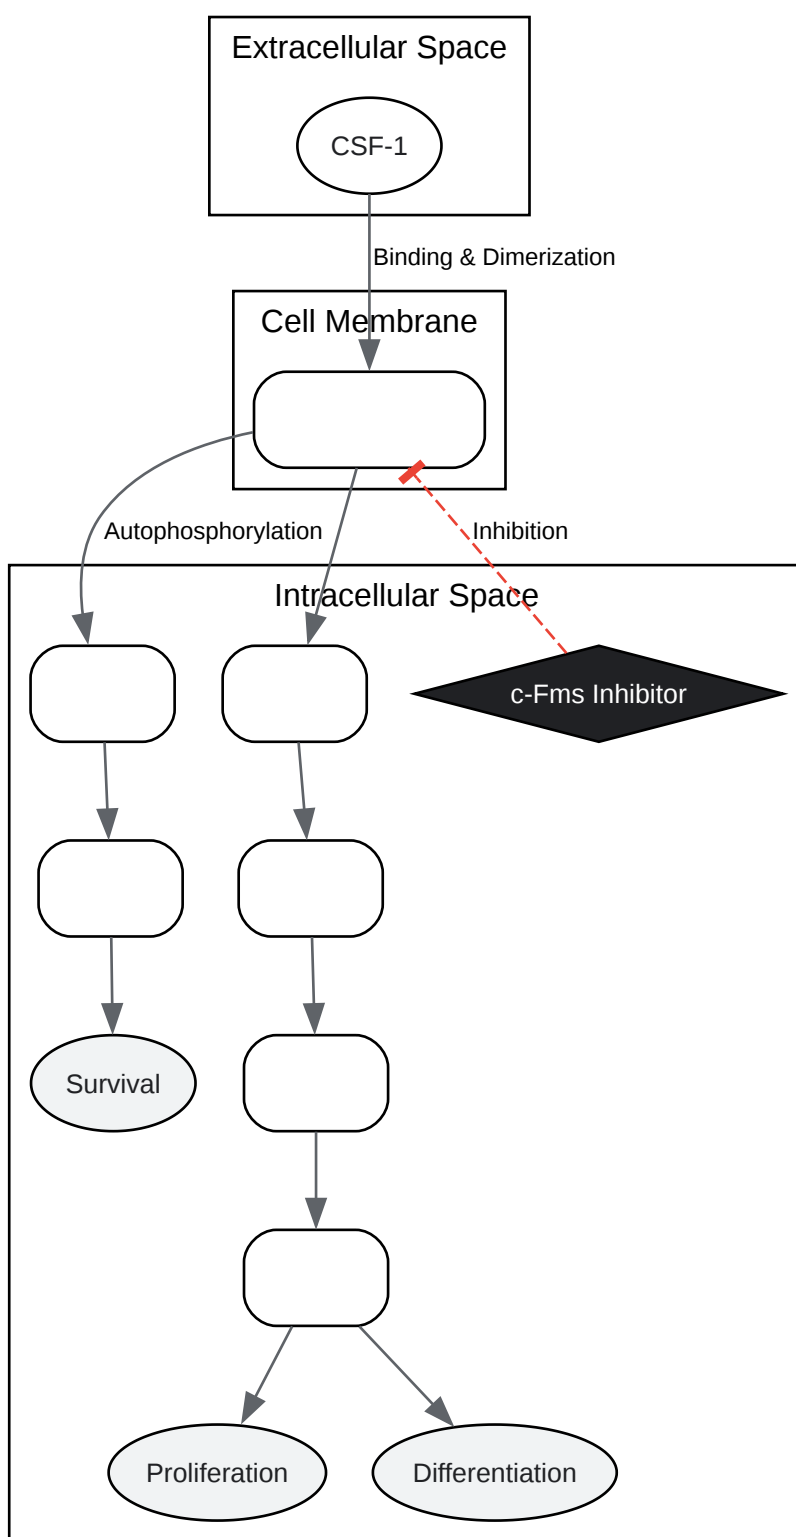 Extracellular Space
CSF-1
Binding & Dimerization
Cell Membrane
Autophosphorylation
Inhibition
Intracellular Space
c-Fms Inhibitor
Survival
Proliferation
Differentiation